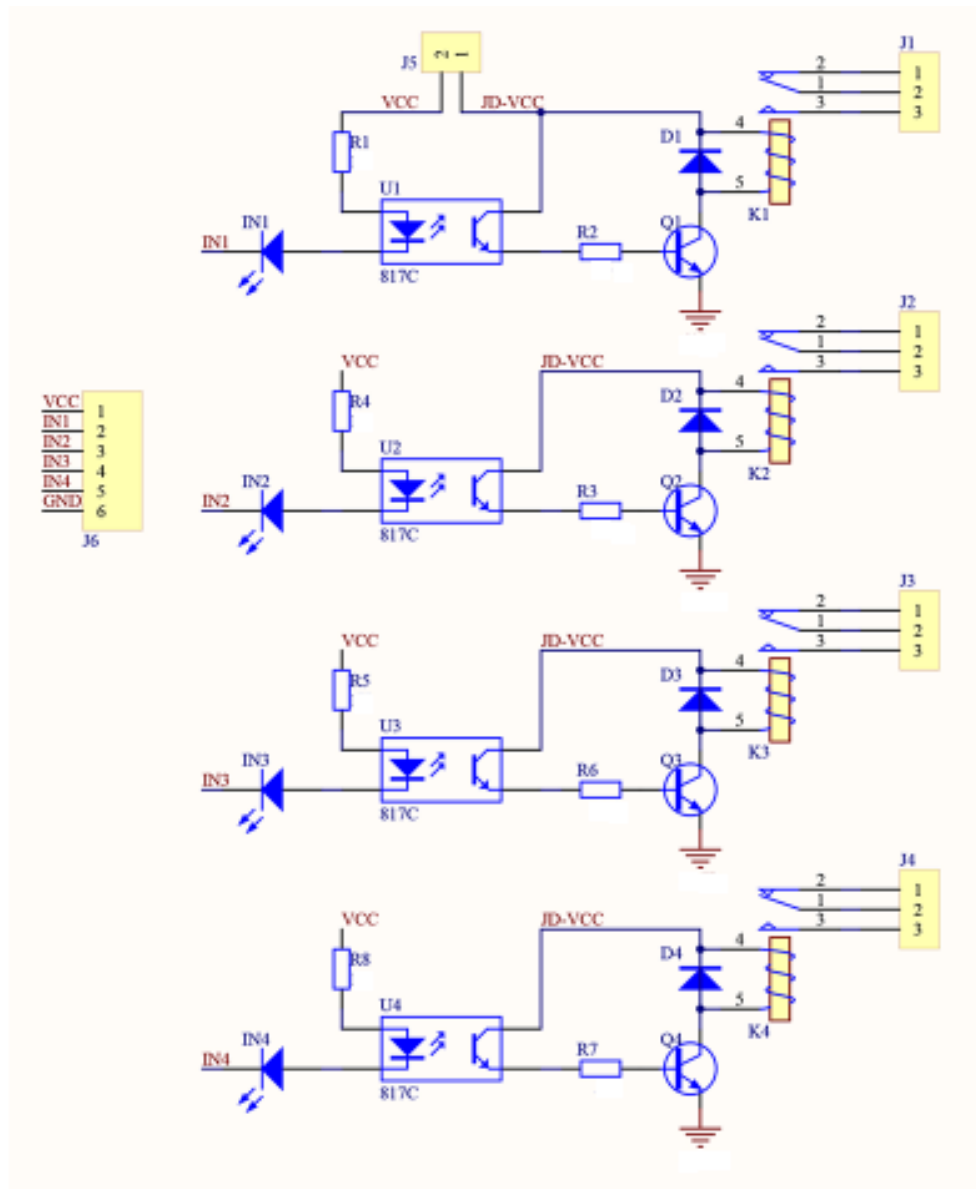 J1
J5
2 1
VCC
JD-VCC
2
1
3
1
2
3
R1
D1
4
5
K1
U1
IN1
IN1
R2
Q1
817C
J2
VCC
JD-VCC
2
1
3
1
2
3
R4
D2
4
5
K2
U2
IN2
IN2
R3
Q2
817C
VCC
IN1
IN2
IN3
IN4
GND
1
2
3
4
5
6
J6
J3
VCC
JD-VCC
2
1
3
1
2
3
R5
D3
4
5
K3
U3
IN3
IN3
R6
Q3
817C
J4
VCC
JD-VCC
2
1
3
1
2
3
R8
D4
4
5
K4
U4
IN4
IN4
R7
Q4
817C